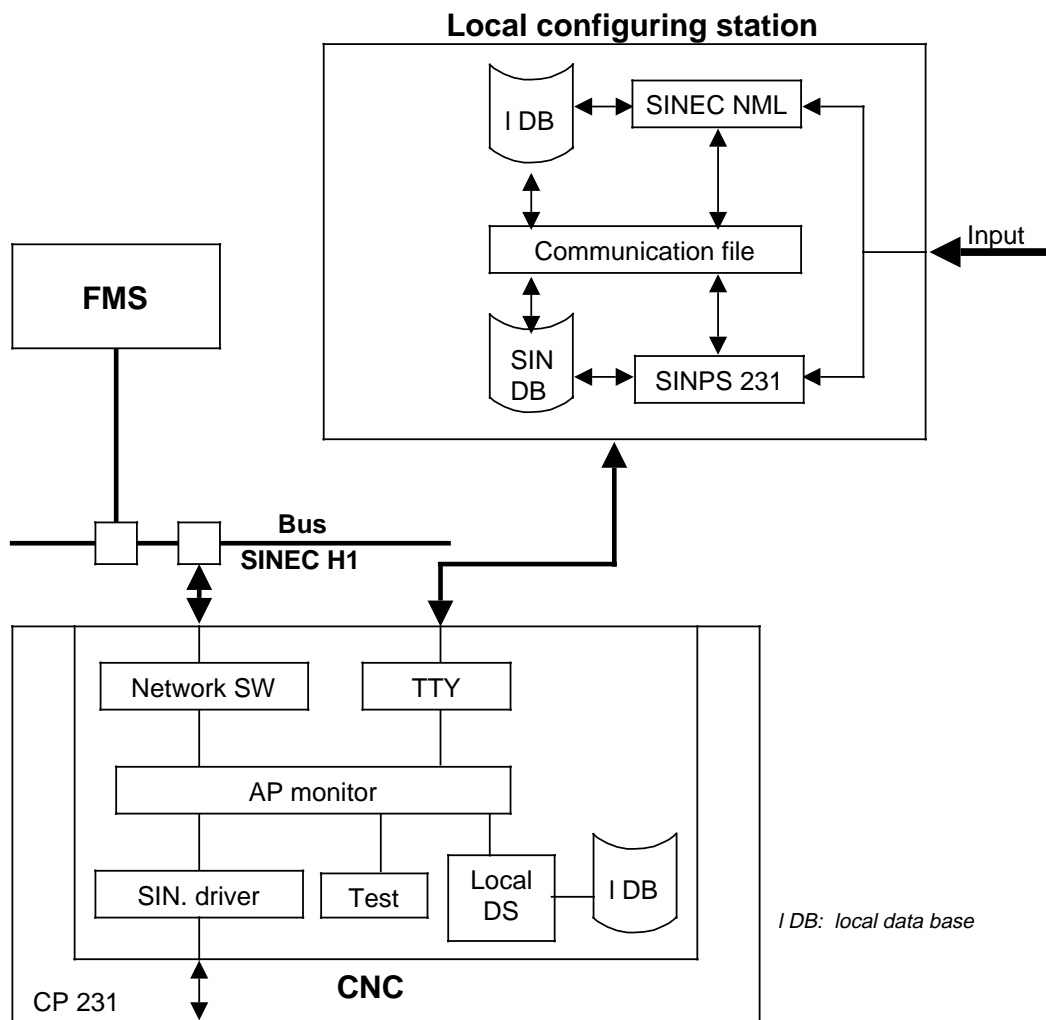 Local configuring station
I DB
SINEC NML
Input
Communication file
FMS
SIN
DB
SINPS 231
Bus
SINEC H1
Network SW
TTY
AP monitor
SIN. driver
Test
Local
DS
I DB
I DB: local data base
CNC
CP 231